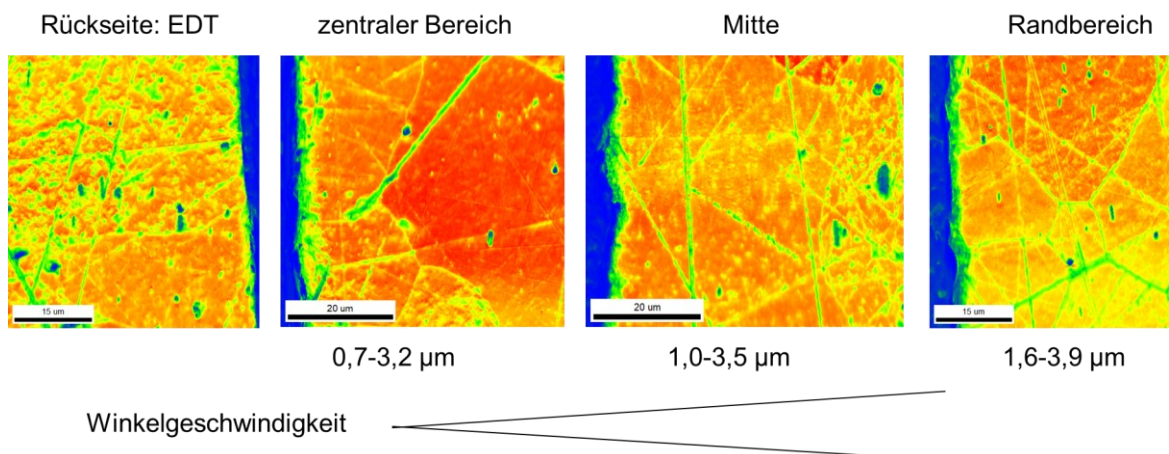 Rückseite: EDT zentraler Bereich Mitte Randbereich
15 um 20 um 20 um 15 um
0,7-3,2 µm 1,0-3,5 µm 1,6-3,9 µm
Winkelgeschwindigkeit